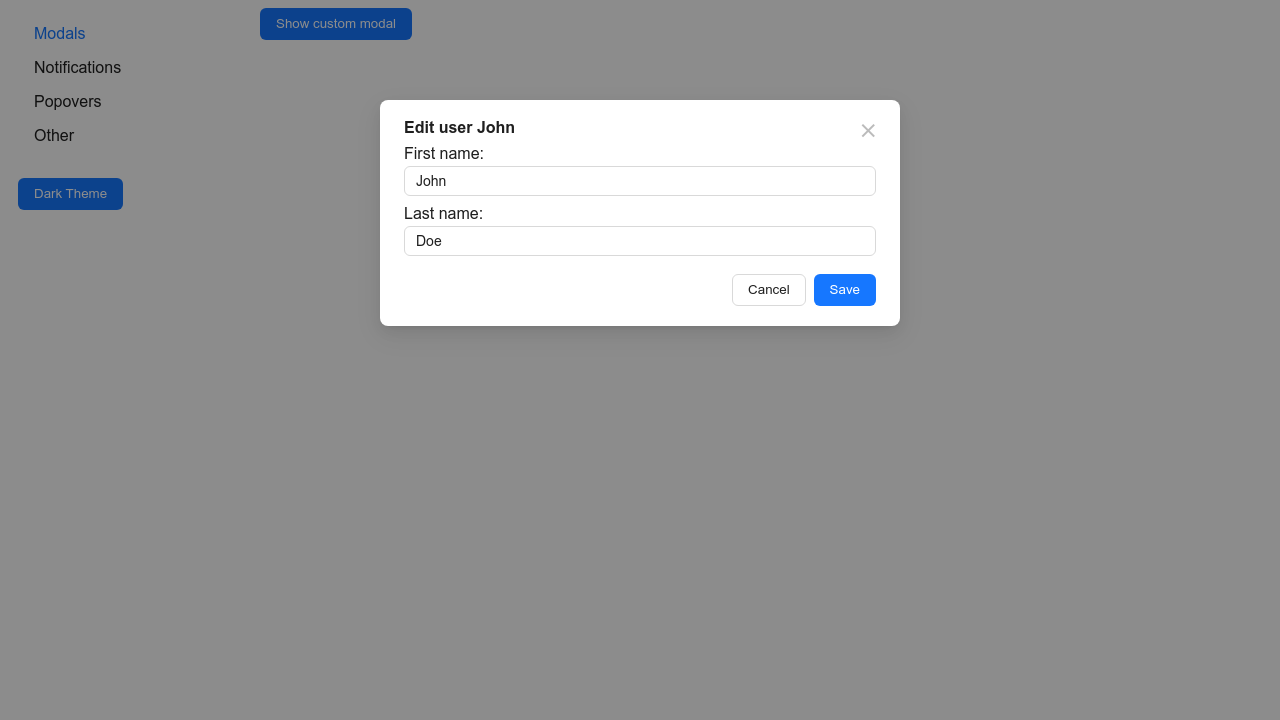 Modals
Notifications
Popovers
Other
Dark Theme
Show custom modal
Edit user John
First name:
John
Last name:
Doe
Cancel
Save